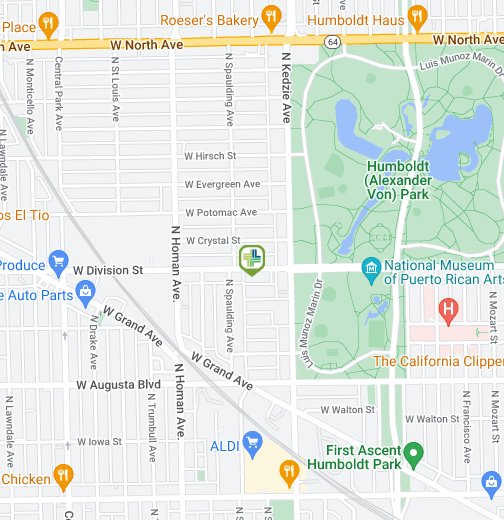 Place
Roeser's Bakery
Humboldt Haus
n Ave
W North Ave
64
W North Ave
N Monticello Ave
Central Park Ave
N St Louis Ave
N Spaulding Ave
N Kedzie Ave
Luis Munoz Marin Dr
N Lawndale Ave
W Hirsch St
Humboldt
(Alexander
Von) Park
W Evergreen Ave
W Potomac Ave
os El Tio
W Crystal St
N Homan Ave.
Produce
W Division St
National Museum
of Puerto Rican Arts
e Auto Parts
N Spaulding Ave
Luis Munoz Marin Dr
H
N Mozart St
W Grand Ave
N Drake Ave
W Grand Ave
The California Clipper
W Augusta Blvd
N Homan Ave.
N Lawndale Ave
N Trumbull Ave
W Walton St
W Walton St
N Francisco Ave
N Mozart St
W Iowa St
ALDI
First Ascent
Humboldt Park
Chicken